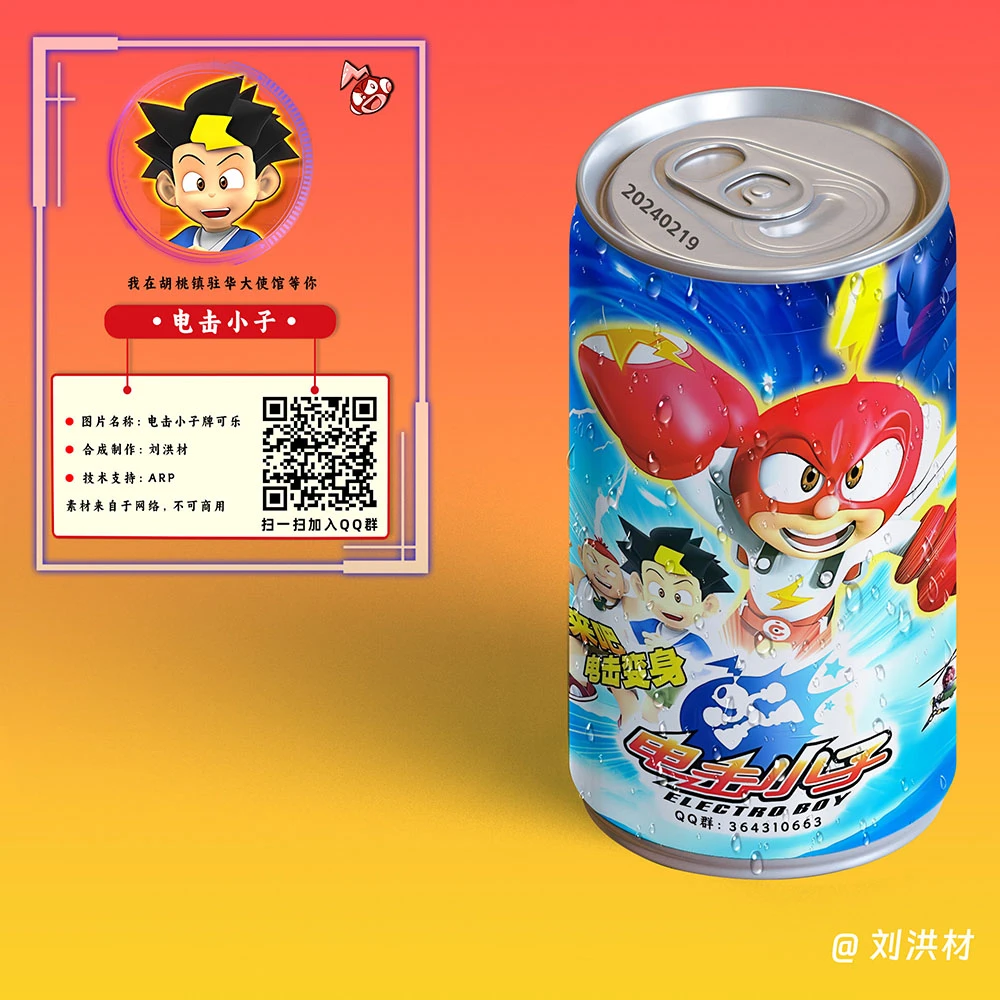 我在胡桃镇驻华大使馆等你
·电击小子·
图片名称：电击小子牌可乐
合成制作：刘洪材
技术支持：ARP
素材来自于网络，不可商用
扫一扫加入QQ群
20240219
来吧
电击变身
电击小子
ELECTRO BOY
QQ群：364310663
@ 刘洪材